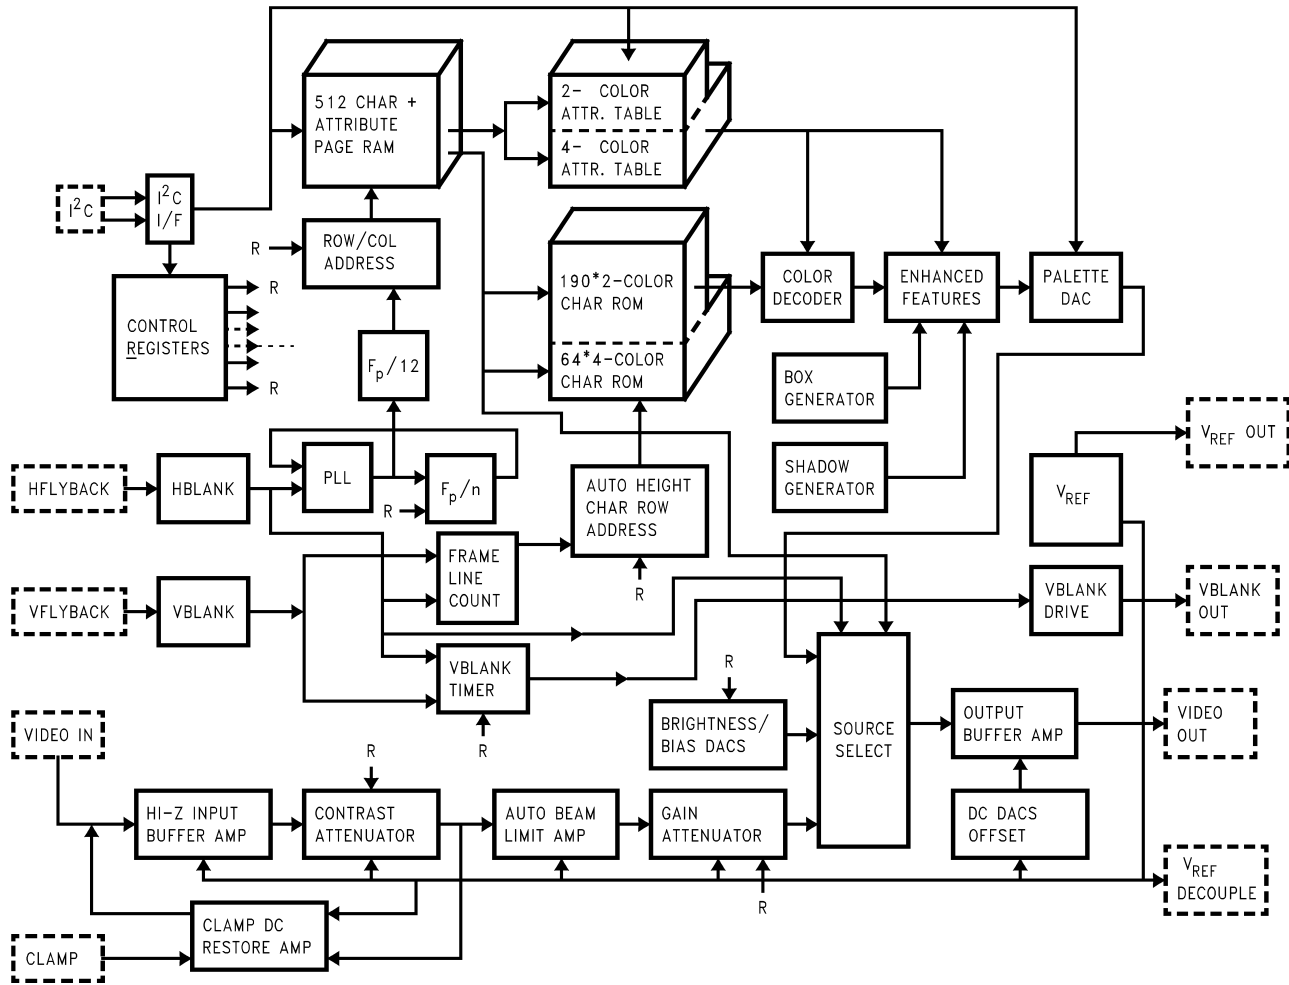 512 CHAR +
ATTRIBUTE
PAGE RAM
2- COLOR
ATTR. TABLE
4- COLOR
ATTR. TABLE
I²C
I²C
I/F
R
ROW/COL
ADDRESS
190*2-COLOR
CHAR ROM
64*4-COLOR
CHAR ROM
COLOR
DECODER
ENHANCED
FEATURES
PALETTE
DAC
CONTROL
REGISTERS
R
R
Fp/12
BOX
GENERATOR
SHADOW
GENERATOR
VREF OUT
VREF
HFLYBACK
HBLANK
PLL
Fp/n
R
AUTO HEIGHT
CHAR ROW
ADDRESS
R
FRAME
LINE
COUNT
VFLYBACK
VBLANK
VBLANK
DRIVE
VBLANK
OUT
VBLANK
TIMER
R
R
BRIGHTNESS/
BIAS DACS
SOURCE
SELECT
OUTPUT
BUFFER AMP
VIDEO
OUT
VIDEO IN
R
HI-Z INPUT
BUFFER AMP
CONTRAST
ATTENUATOR
AUTO BEAM
LIMIT AMP
GAIN
ATTENUATOR
R
DC DACS
OFFSET
VREF
DECOUPLE
CLAMP DC
RESTORE AMP
CLAMP